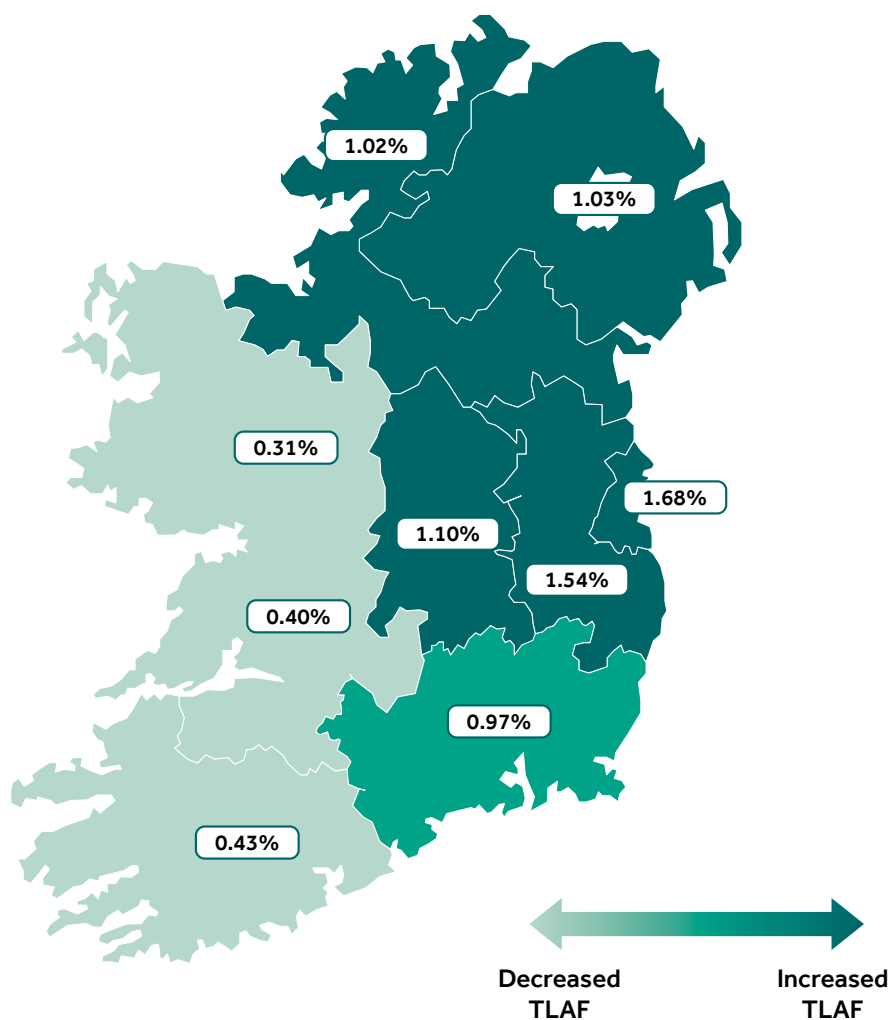 1.02%
1.03%
0.31%
1.68%
1.10%
1.54%
0.40%
0.97%
0.43%
Decreased
TLAF
Increased
TLAF